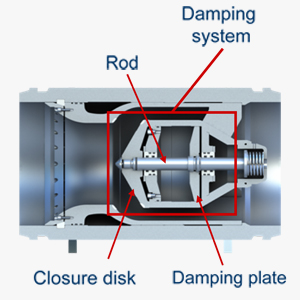 Damping
system
Rod
Closure disk
Damping plate